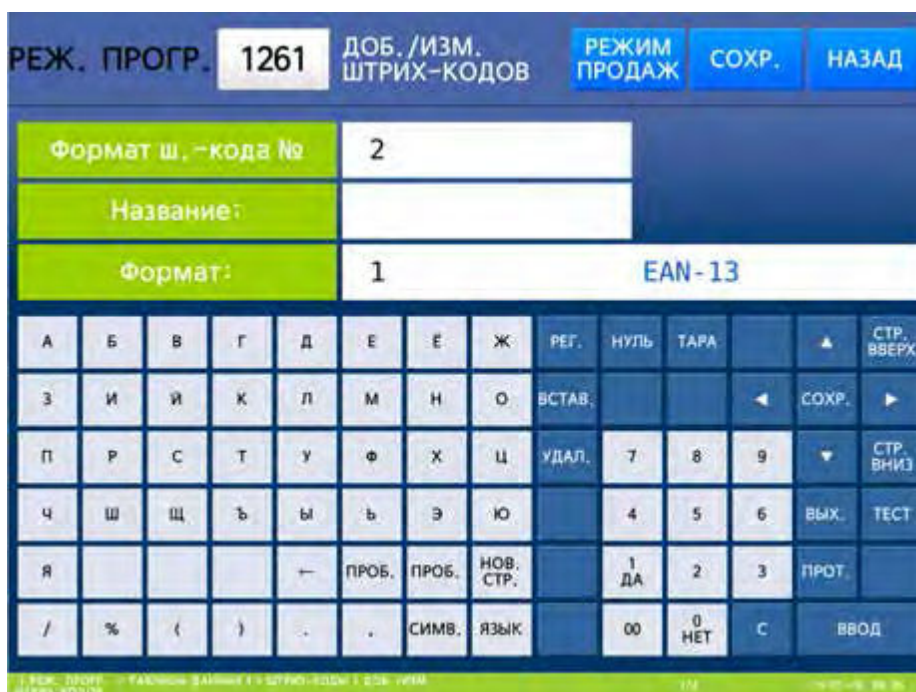 РЕЖ. ПРОГР. 1261 ДОБ./ИЗМ. ШТРИХ-КОДОВ РЕЖИМ ПРОДАЖ СОХР. НАЗАД
Формат ш.-кода № 2
Название:
Формат: 1 EAN-13
А Б В Г Д Е Ё Ж РЕГ. НУЛЬ ТАРА ▲ СТР. ВВЕРХ
З И Й К Л М Н О ВСТАВ. ◀ СОХР. ▶
П Р С Т У Ф Х Ц УДАЛ. 7 8 9 ▼ СТР. ВНИЗ
Ч Ш Щ Ъ Ы Ь Э Ю 4 5 6 ВЫХ. ТЕСТ
Я ← ПРОБ. ПРОБ. НОВ. СТР. 1 ДА 2 3 ПРОТ.
/ % ( ) . , СИМВ. ЯЗЫК 00 0 НЕТ C ВВОД